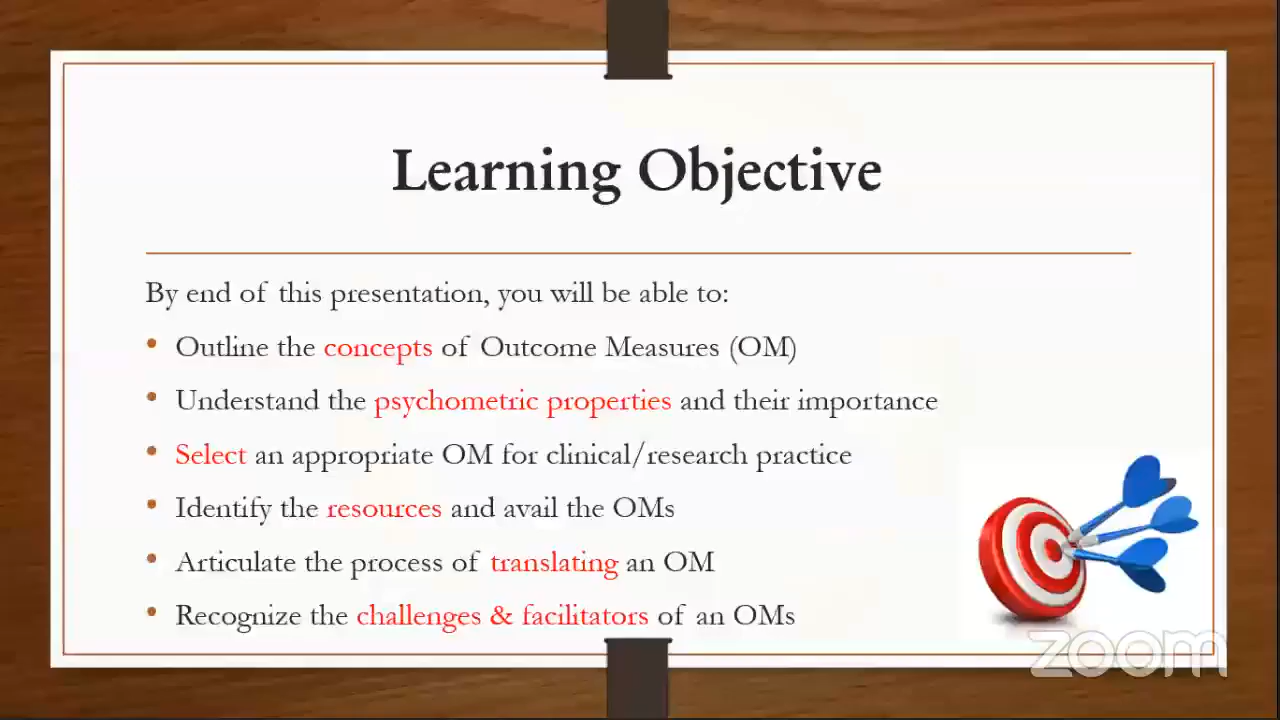 Learning Objective
By end of this presentation, you will be able to:
• Outline the concepts of Outcome Measures (OM)
• Understand the psychometric properties and their importance
• Select an appropriate OM for clinical/research practice
• Identify the resources and avail the OMs
• Articulate the process of translating an OM
• Recognize the challenges & facilitators of an OMs
zoom